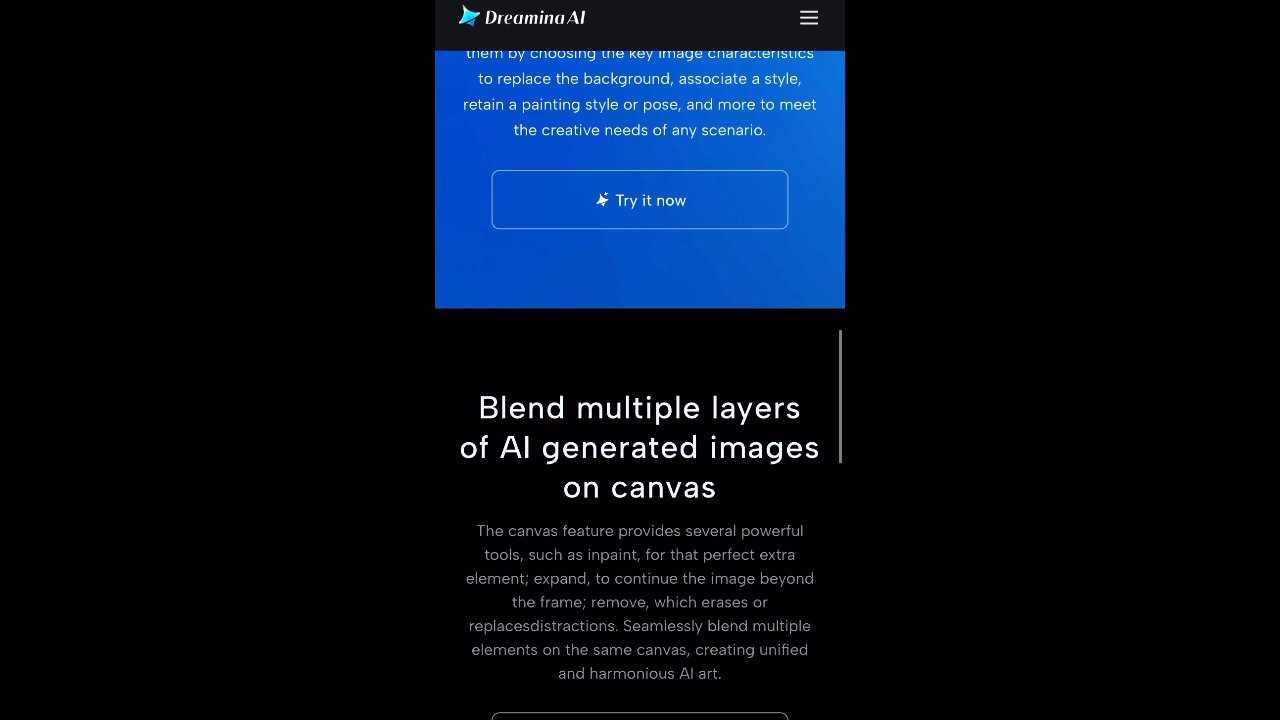 Dreamina AI
them by choosing the key image characteristics
to replace the background, associate a style,
retain a painting style or pose, and more to meet
the creative needs of any scenario.
Try it now
Blend multiple layers
of AI generated images
on canvas
The canvas feature provides several powerful
tools, such as inpaint, for that perfect extra
element; expand, to continue the image beyond
the frame; remove, which erases or
replacesdistractions. Seamlessly blend multiple
elements on the same canvas, creating unified
and harmonious AI art.